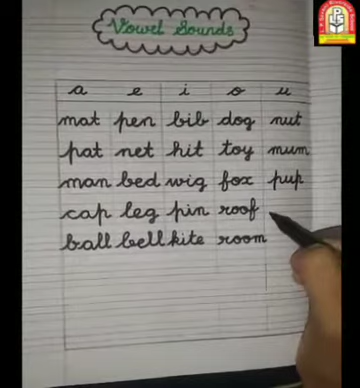 Vowel Sounds
a e i o u
mat pen bib dog nut
pat net hit toy mum
man bed wig fox pup
cap leg pin roof
ball bell kite room